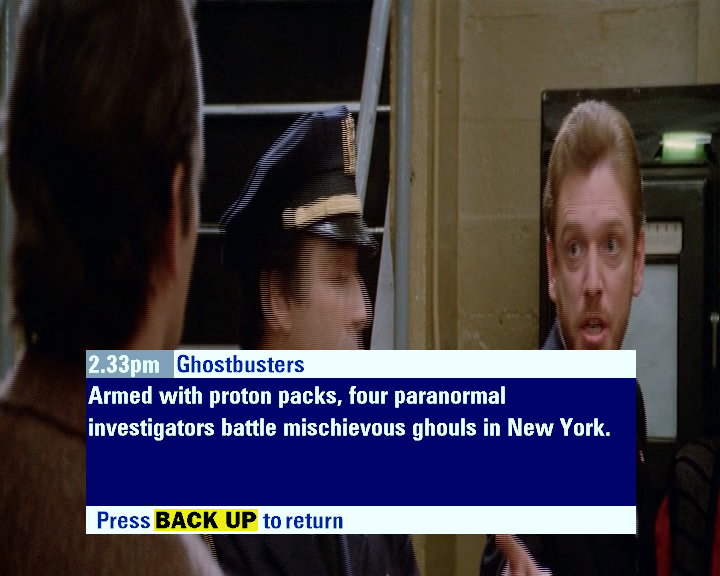 2.33pm Ghostbusters
Armed with proton packs, four paranormal
investigators battle mischievous ghouls in New York.
Press BACK UP to return